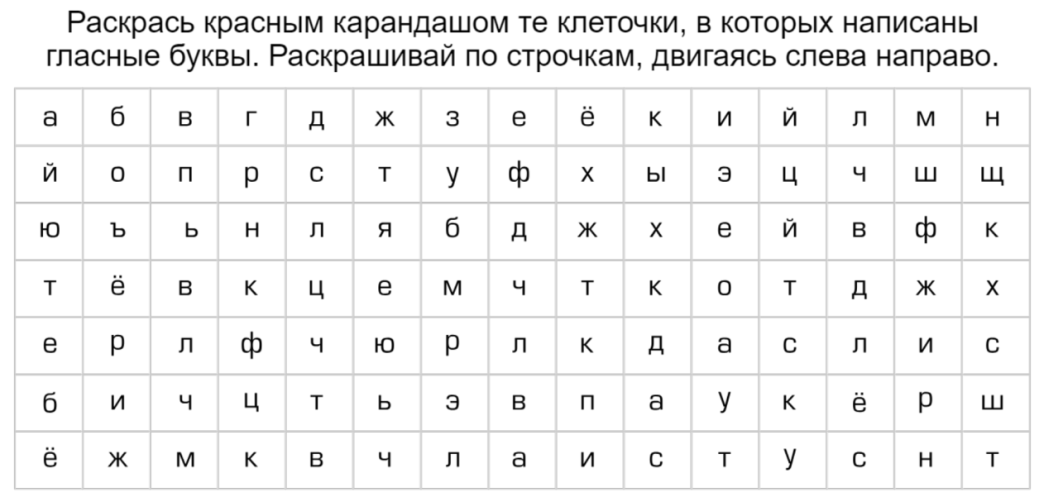 Раскрась красным карандашом те клеточки, в которых написаны
гласные буквы. Раскрашивай по строчкам, двигаясь слева направо.
а б в г д ж з е ё к и й л м н
й о п р с т у ф х ы э ц ч ш щ
ю ъ ь н л я б д ж х е й в ф к
т ё в к ц е м ч т к о т д ж х
е р л ф ч ю р л к д а с л и с
б и ч ц т ь э в п а у к ё р ш
ё ж м к в ч л а и с т у с н т